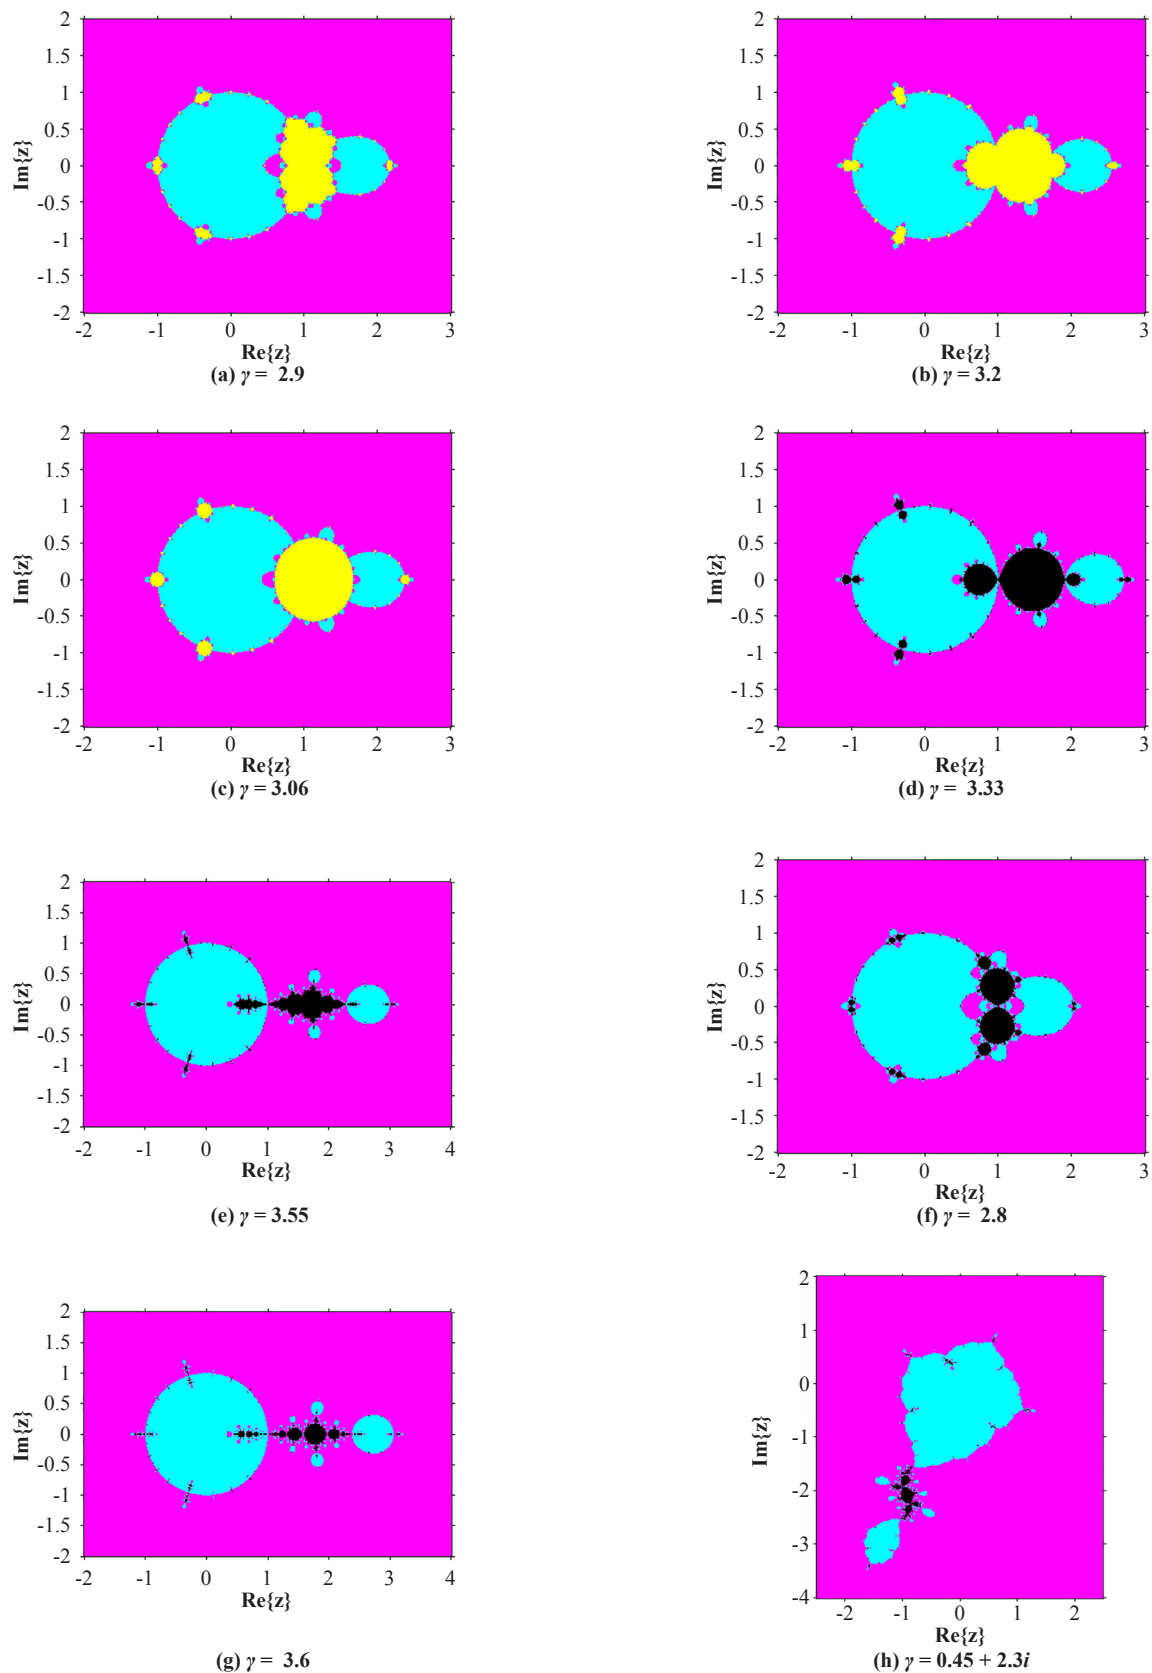 2
1.5
1
0.5
0
-0.5
-1
-1.5
-2
Im{z}
-2 -1 0 1 2 3
Re{z}
(a) γ = 2.9
2
1.5
1
0.5
0
-0.5
-1
-1.5
-2
Im{z}
-2 -1 0 1 2 3
Re{z}
(b) γ = 3.2
2
1.5
1
0.5
0
-0.5
-1
-1.5
-2
Im{z}
-2 -1 0 1 2 3
Re{z}
(c) γ = 3.06
2
1.5
1
0.5
0
-0.5
-1
-1.5
-2
Im{z}
-2 -1 0 1 2 3
Re{z}
(d) γ = 3.33
2
1.5
1
0.5
0
-0.5
-1
-1.5
-2
Im{z}
-2 -1 0 1 2 3 4
Re{z}
(e) γ = 3.55
2
1.5
1
0.5
0
-0.5
-1
-1.5
-2
Im{z}
-2 -1 0 1 2 3
Re{z}
(f) γ = 2.8
2
1.5
1
0.5
0
-0.5
-1
-1.5
-2
Im{z}
-2 -1 0 1 2 3 4
Re{z}
(g) γ = 3.6
2
1
0
-1
-2
-3
-4
Im{z}
-2 -1 0 1 2
Re{z}
(h) γ = 0.45 + 2.3i